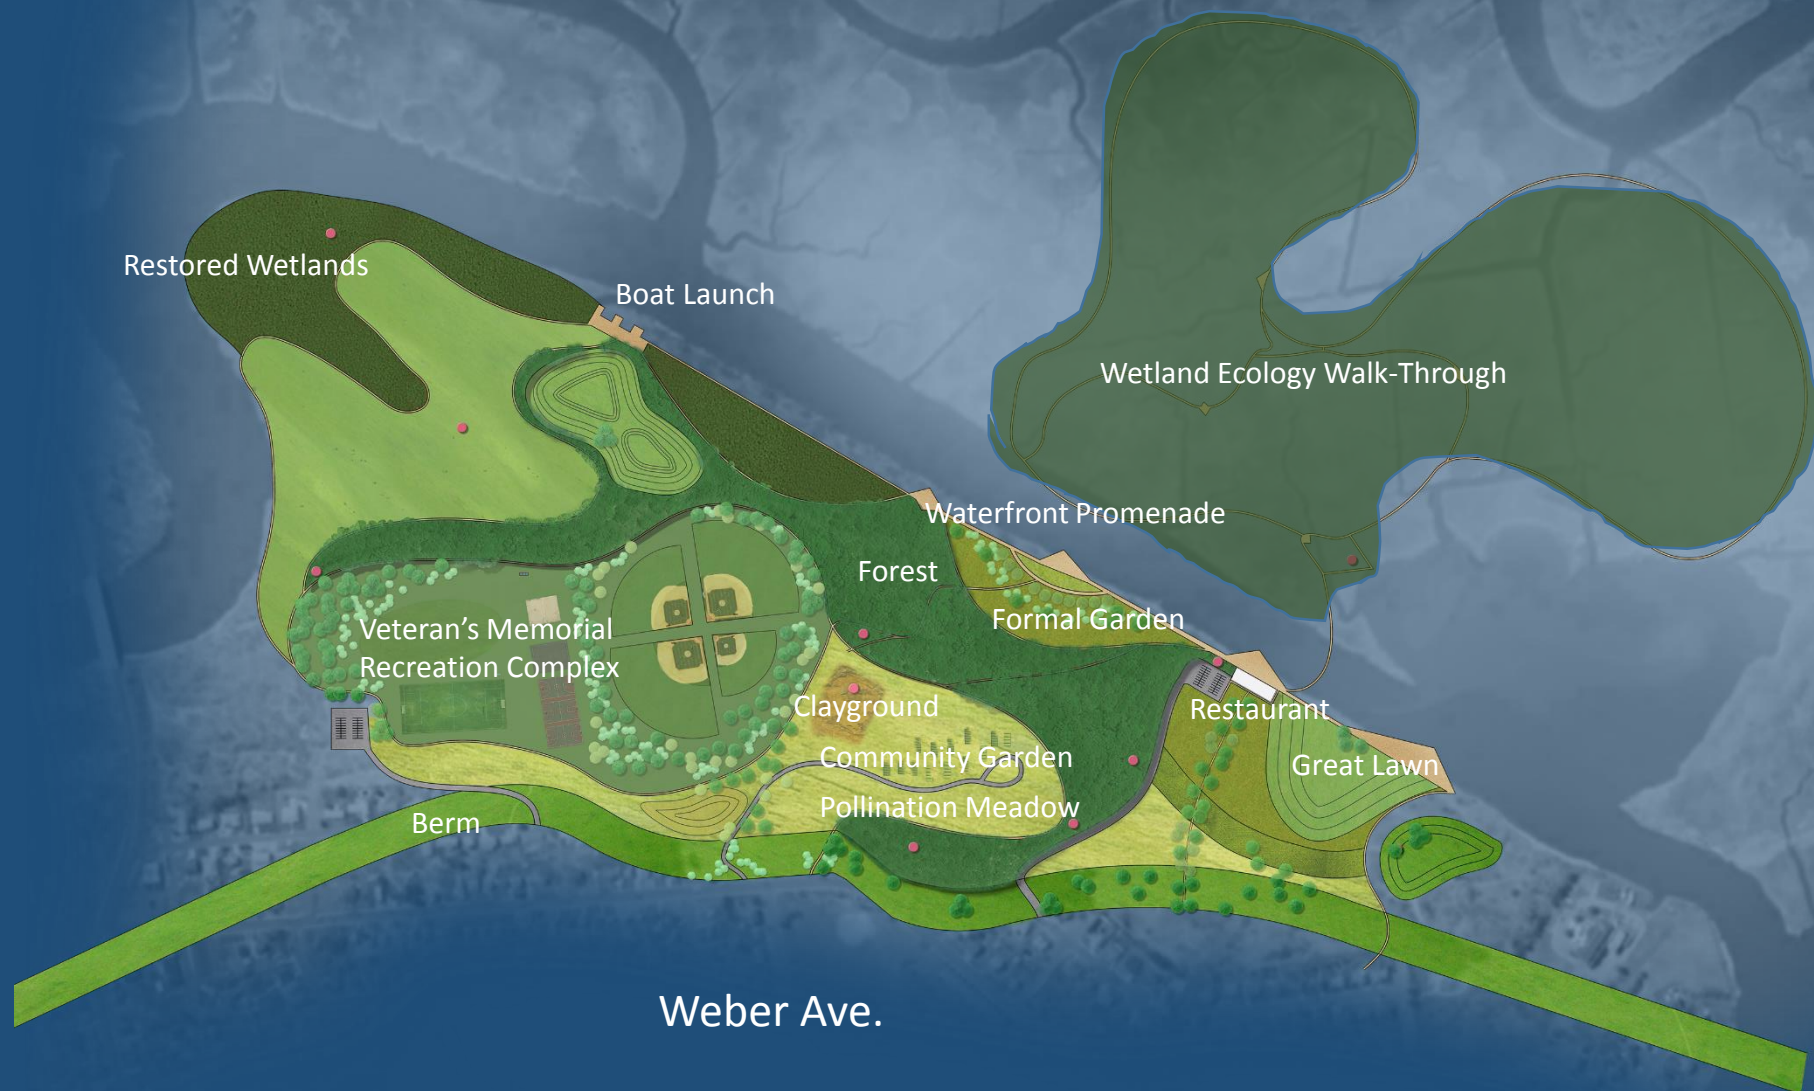 Restored Wetlands
Boat Launch
Wetland Ecology Walk-Through
Waterfront Promenade
Forest
Formal Garden
Veteran's Memorial
Recreation Complex
Clayground
Restaurant
Community Garden
Great Lawn
Pollination Meadow
Berm
Weber Ave.